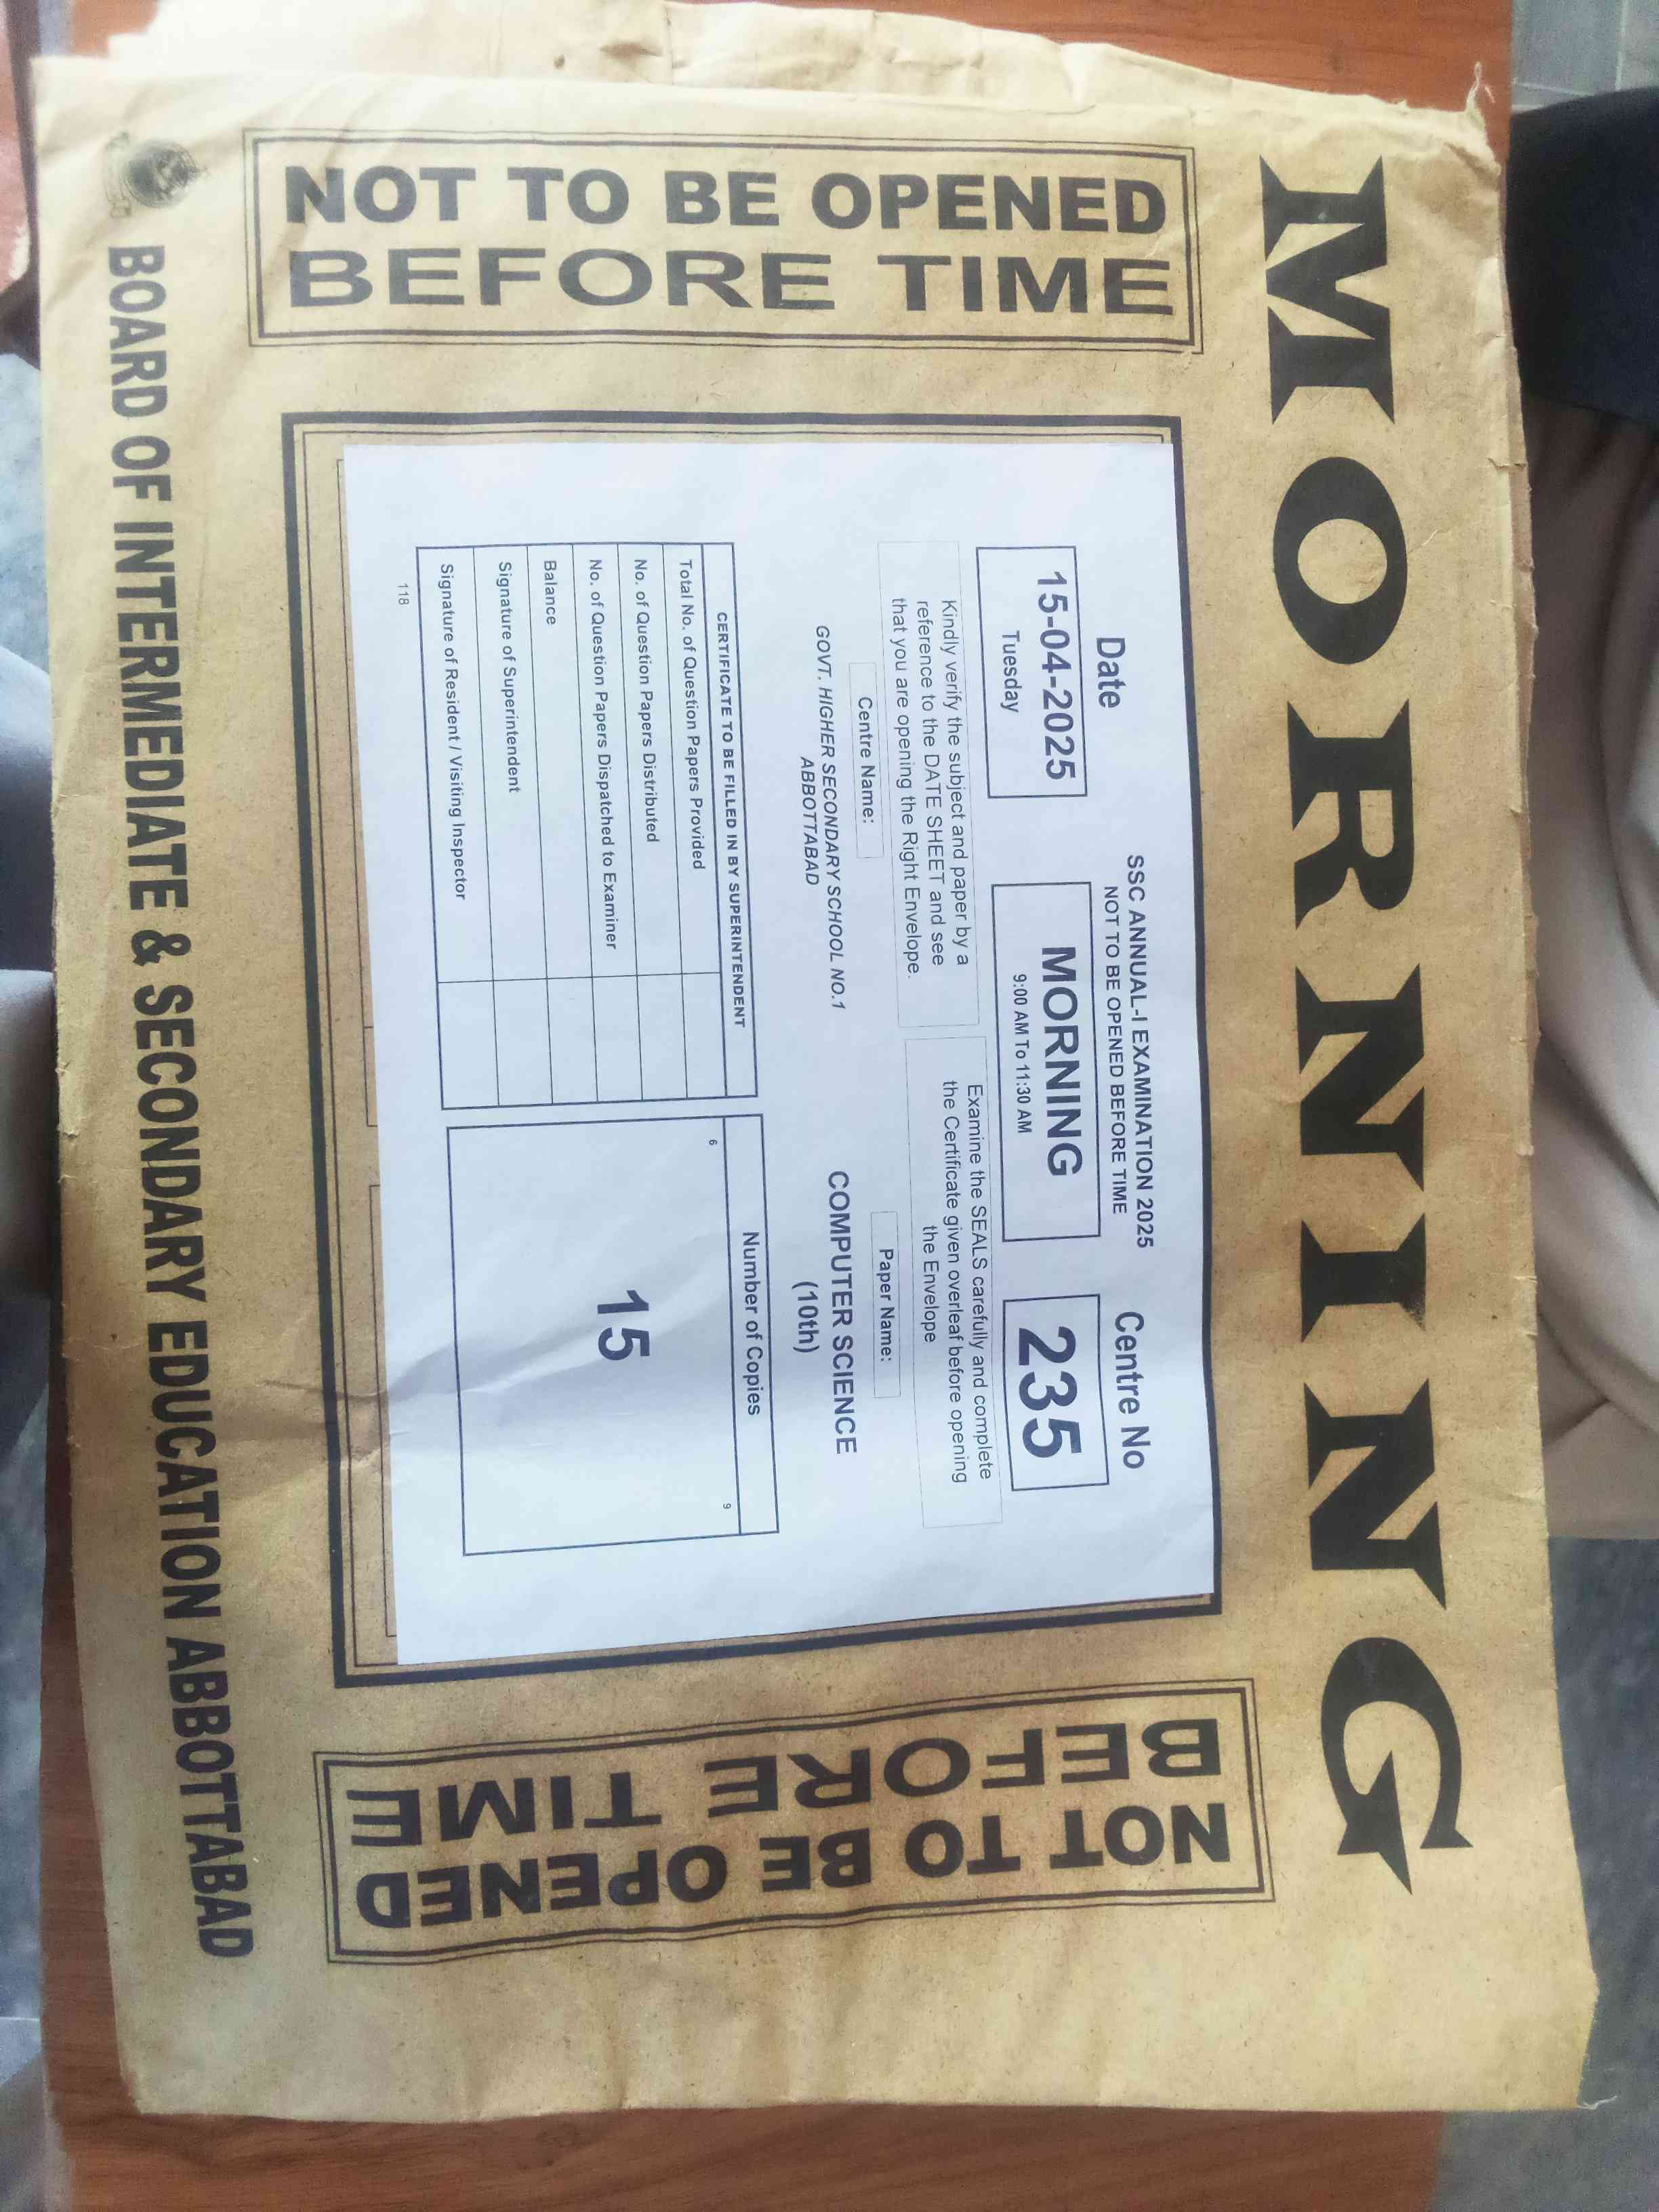 MORNING
NOT TO BE OPENED
BEFORE TIME
SSC ANNUAL-I EXAMINATION 2025
NOT TO BE OPENED BEFORE TIME
Date
15-04-2025
Tuesday
MORNING
9:00 AM To 11:30 AM
Centre No
235
Kindly verify the subject and paper by a
reference to the DATE SHEET and see
that you are opening the Right Envelope.
Examine the SEALS carefully and complete
the Certificate given overleaf before opening
the Envelope
Centre Name:
GOVT. HIGHER SECONDARY SCHOOL NO.1
ABBOTTABAD
Paper Name:
COMPUTER SCIENCE
(10th)
CERTIFICATE TO BE FILLED IN BY SUPERINTENDENT
Total No. of Question Papers Provided
No. of Question Papers Distributed
No. of Question Papers Dispatched to Examiner
Balance
Signature of Superintendent
Signature of Resident / Visiting Inspector
118
Number of Copies
6
9
15
NOT TO BE OPENED
BEFORE TIME
BOARD OF INTERMEDIATE & SECONDARY EDUCATION ABBOTTABAD